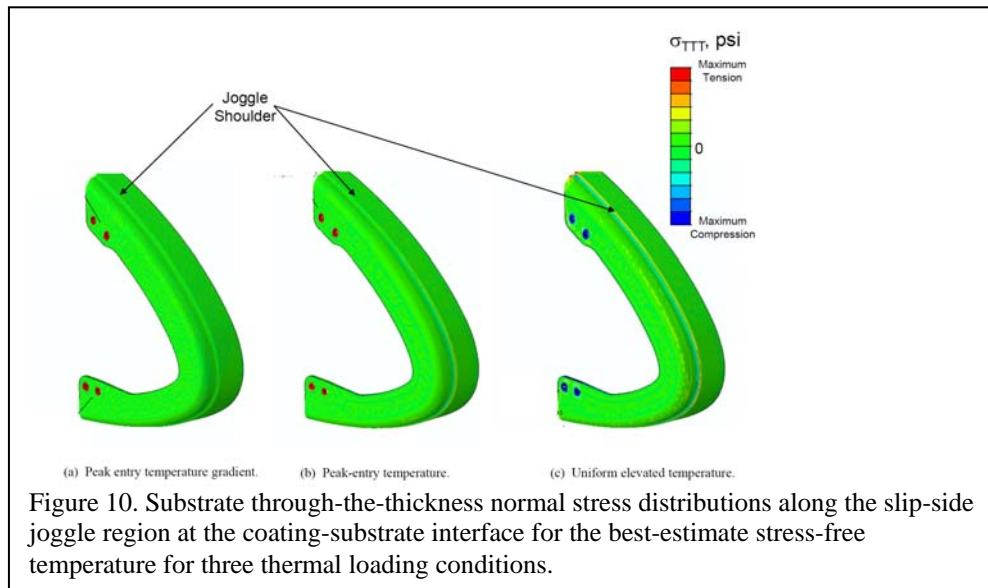 σTTT, psi
Maximum
Tension
0
Maximum
Compression
Joggle
Shoulder
(a) Peak entry temperature gradient.
(b) Peak-entry temperature.
(c) Uniform elevated temperature.
Figure 10. Substrate through-the-thickness normal stress distributions along the slip-side
joggle region at the coating-substrate interface for the best-estimate stress-free
temperature for three thermal loading conditions.